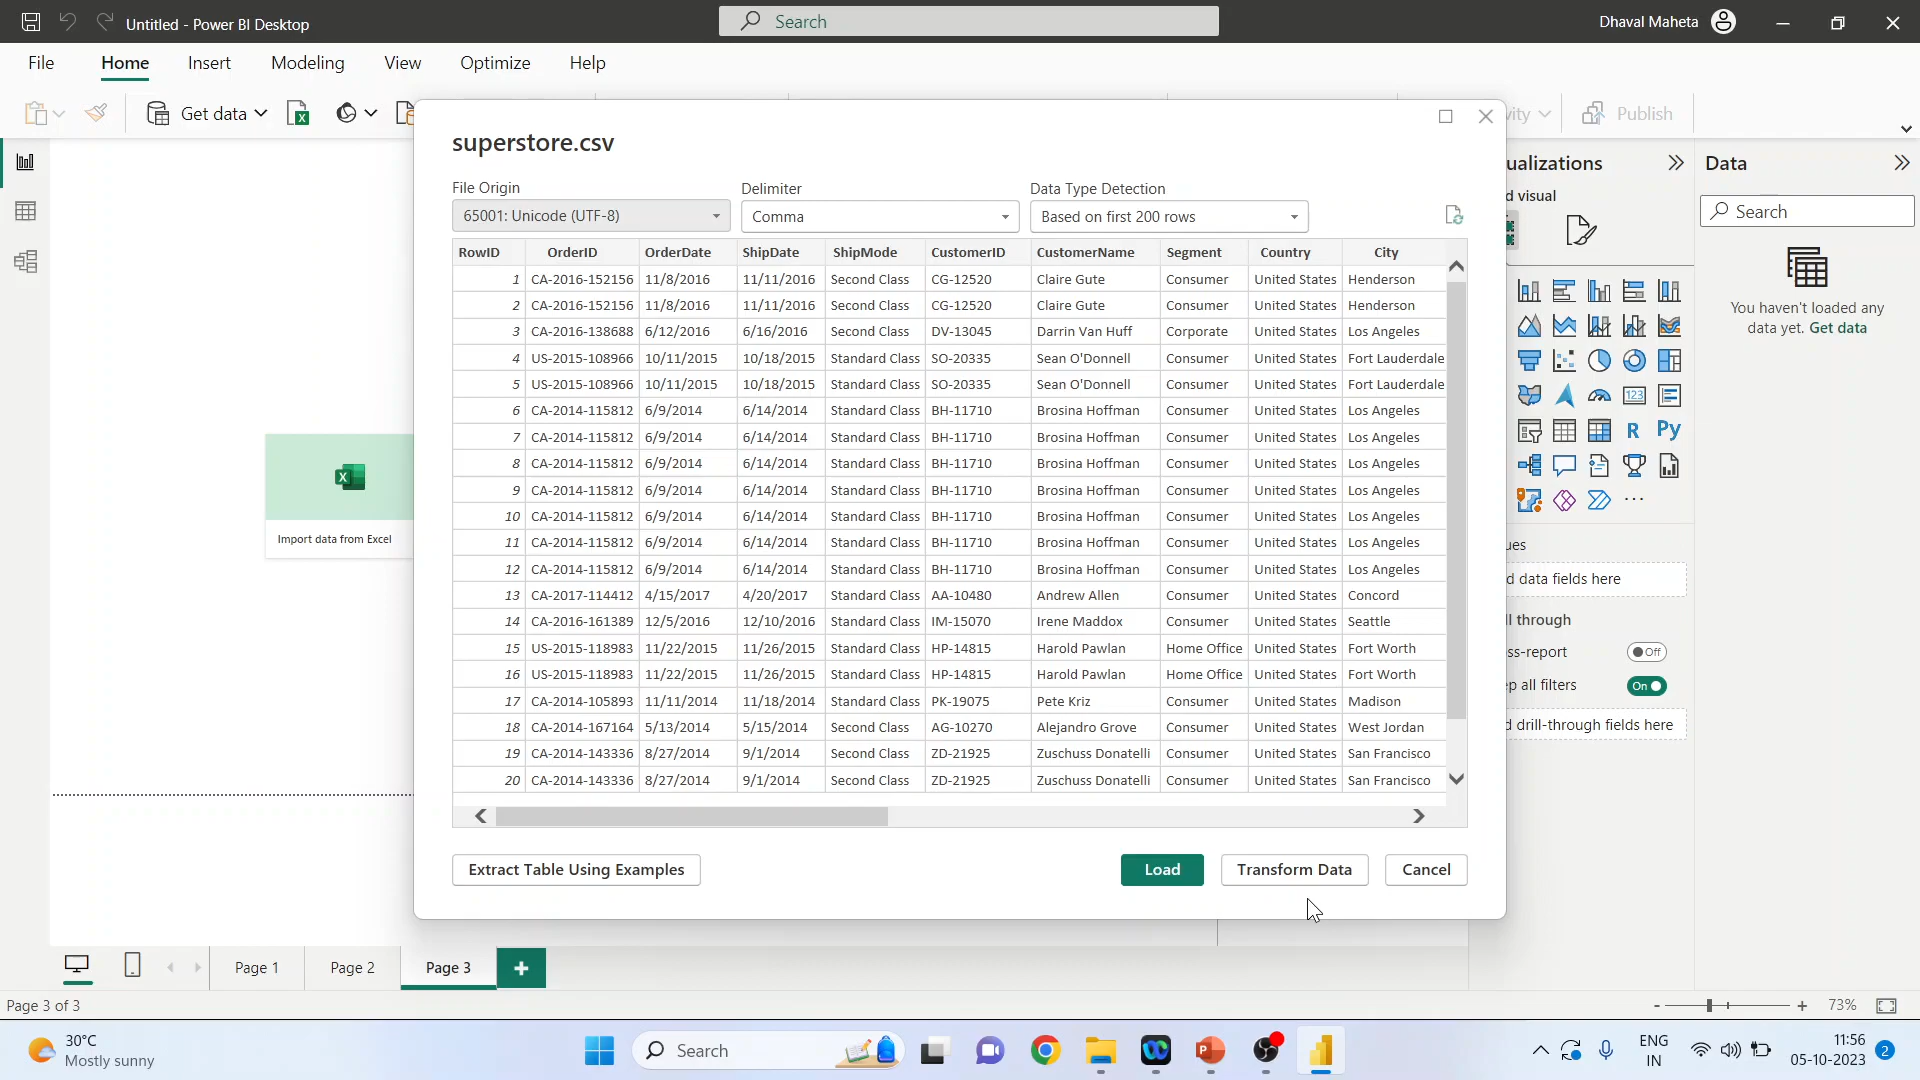 Untitled - Power BI Desktop
Search
Dhaval Maheta
File Home Insert Modeling View Optimize Help
Get data
Publish
superstore.csv
File Origin Delimiter Data Type Detection
65001: Unicode (UTF-8) Comma Based on first 200 rows
RowID OrderID OrderDate ShipDate ShipMode CustomerID CustomerName Segment Country City
1 CA-2016-152156 11/8/2016 11/11/2016 Second Class CG-12520 Claire Gute Consumer United States Henderson
2 CA-2016-152156 11/8/2016 11/11/2016 Second Class CG-12520 Claire Gute Consumer United States Henderson
3 CA-2016-138688 6/12/2016 6/16/2016 Second Class DV-13045 Darrin Van Huff Corporate United States Los Angeles
4 US-2015-108966 10/11/2015 10/18/2015 Standard Class SO-20335 Sean O'Donnell Consumer United States Fort Lauderdale
5 US-2015-108966 10/11/2015 10/18/2015 Standard Class SO-20335 Sean O'Donnell Consumer United States Fort Lauderdale
6 CA-2014-115812 6/9/2014 6/14/2014 Standard Class BH-11710 Brosina Hoffman Consumer United States Los Angeles
7 CA-2014-115812 6/9/2014 6/14/2014 Standard Class BH-11710 Brosina Hoffman Consumer United States Los Angeles
8 CA-2014-115812 6/9/2014 6/14/2014 Standard Class BH-11710 Brosina Hoffman Consumer United States Los Angeles
9 CA-2014-115812 6/9/2014 6/14/2014 Standard Class BH-11710 Brosina Hoffman Consumer United States Los Angeles
10 CA-2014-115812 6/9/2014 6/14/2014 Standard Class BH-11710 Brosina Hoffman Consumer United States Los Angeles
11 CA-2014-115812 6/9/2014 6/14/2014 Standard Class BH-11710 Brosina Hoffman Consumer United States Los Angeles
12 CA-2014-115812 6/9/2014 6/14/2014 Standard Class BH-11710 Brosina Hoffman Consumer United States Los Angeles
13 CA-2017-114412 4/15/2017 4/20/2017 Standard Class AA-10480 Andrew Allen Consumer United States Concord
14 CA-2016-161389 12/5/2016 12/10/2016 Standard Class IM-15070 Irene Maddox Consumer United States Seattle
15 US-2015-118983 11/22/2015 11/26/2015 Standard Class HP-14815 Harold Pawlan Home Office United States Fort Worth
16 US-2015-118983 11/22/2015 11/26/2015 Standard Class HP-14815 Harold Pawlan Home Office United States Fort Worth
17 CA-2014-105893 11/11/2014 11/18/2014 Standard Class PK-19075 Pete Kriz Consumer United States Madison
18 CA-2014-167164 5/13/2014 5/15/2014 Second Class AG-10270 Alejandro Grove Consumer United States West Jordan
19 CA-2014-143336 8/27/2014 9/1/2014 Second Class ZD-21925 Zuschuss Donatelli Consumer United States San Francisco
20 CA-2014-143336 8/27/2014 9/1/2014 Second Class ZD-21925 Zuschuss Donatelli Consumer United States San Francisco
Extract Table Using Examples Load Transform Data Cancel
Import data from Excel
ualizations
d visual
R Py
123
ues
d data fields here
ll through
ss-report Off
p all filters On
d drill-through fields here
Data
Search
You haven't loaded any
data yet. Get data
Page 1 Page 2 Page 3
Page 3 of 3
73%
30°C
Mostly sunny
Search
ENG
IN
11:56
05-10-2023
2